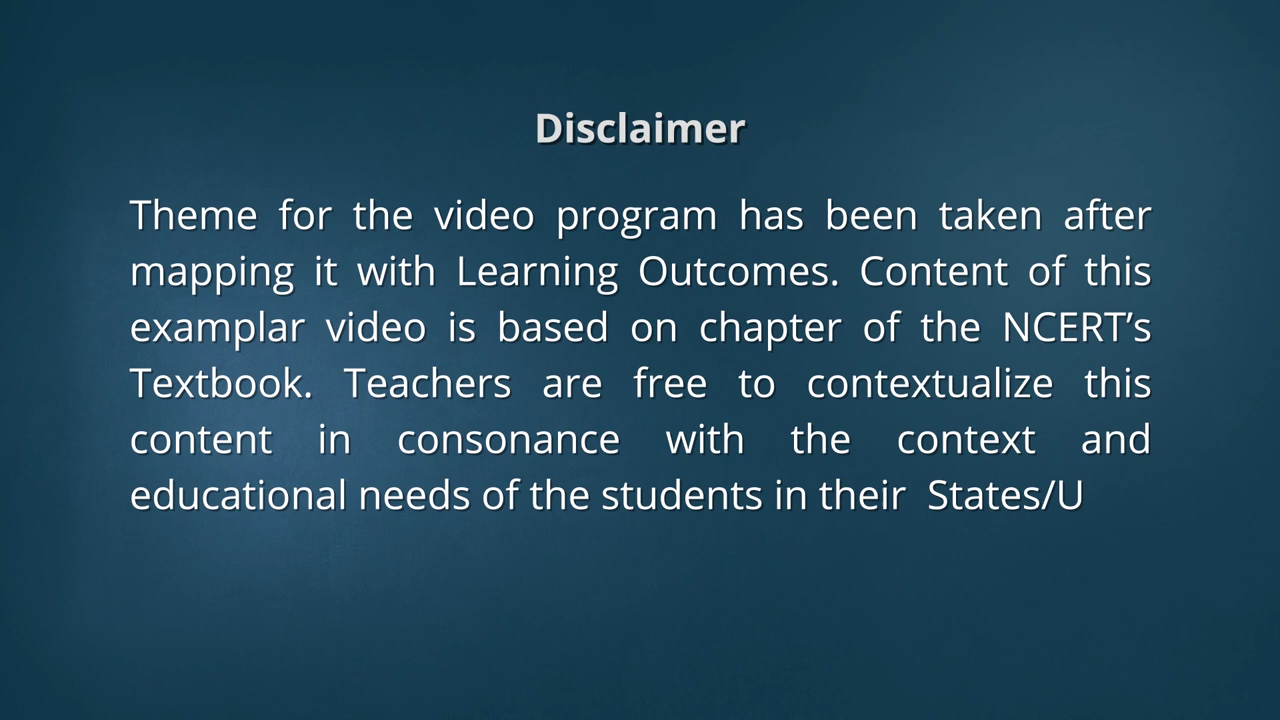 Disclaimer
Theme for the video program has been taken after
mapping it with Learning Outcomes. Content of this
examplar video is based on chapter of the NCERT’s
Textbook. Teachers are free to contextualize this
content in consonance with the context and
educational needs of the students in their States/U